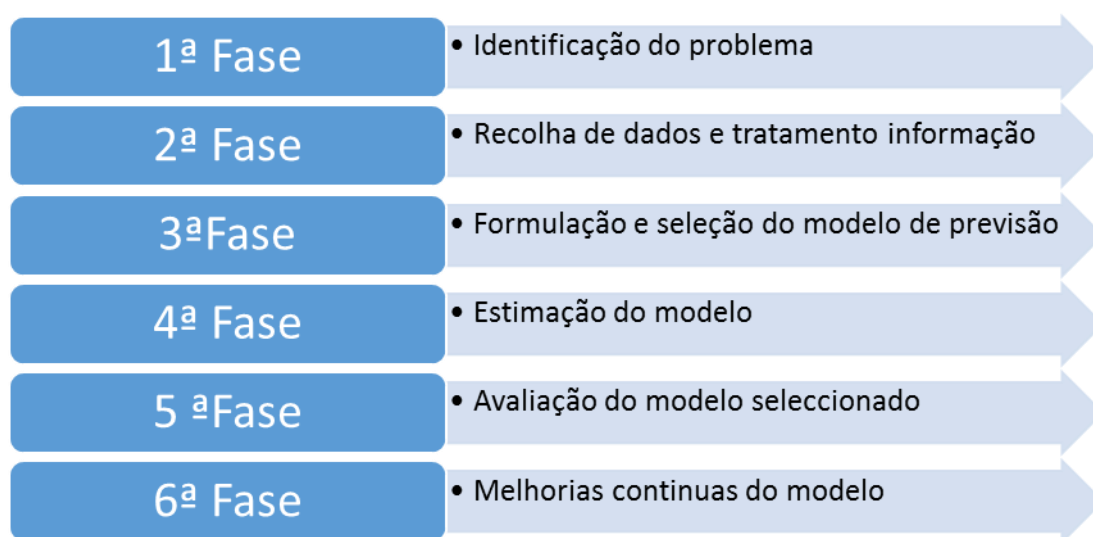 1ª Fase
• Identificação do problema
2ª Fase
• Recolha de dados e tratamento informação
3ªFase
• Formulação e seleção do modelo de previsão
4ª Fase
• Estimação do modelo
5 ªFase
• Avaliação do modelo seleccionado
6ª Fase
• Melhorias continuas do modelo